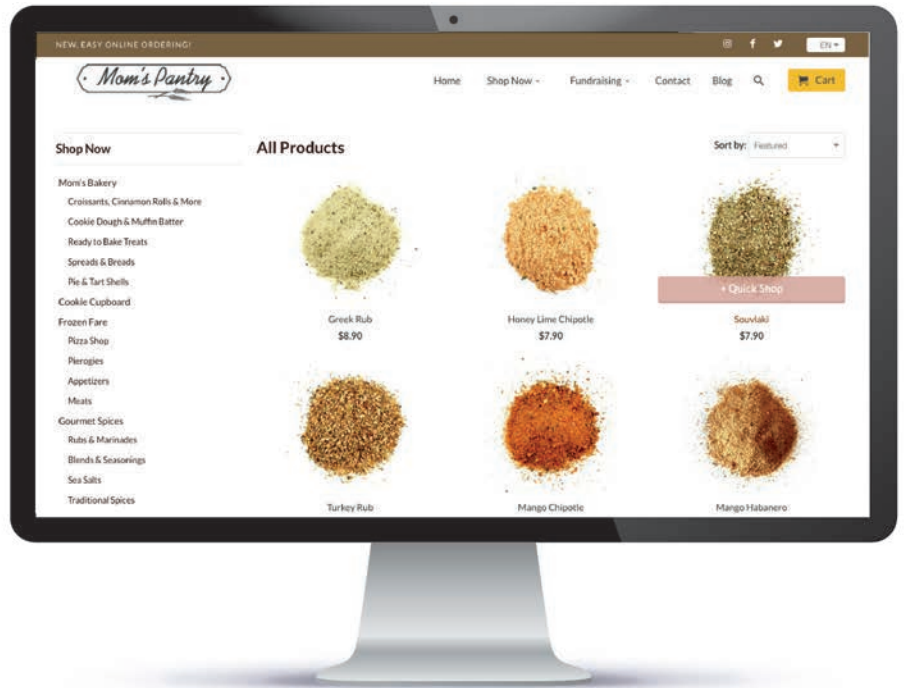 NEW, EASY ONLINE ORDERING!
EN
Mom's Pantry
Home Shop Now Fundraising Contact Blog Cart
Shop Now
All Products
Sort by: Featured
Mom's Bakery
Croissants, Cinnamon Rolls & More
Cookie Dough & Muffin Batter
Ready to Bake Treats
Spreads & Breads
Pie & Tart Shells
Cookie Cupboard
Frozen Fare
Pizza Shop
Pierogies
Appetizers
Meats
Gourmet Spices
Rubs & Marinades
Blends & Seasonings
Sea Salts
Traditional Spices
Greek Rub
$8.90
Honey Lime Chipotle
$7.90
+ Quick Shop
Souvlaki
$7.90
Turkey Rub
Mango Chipotle
Mango Habanero